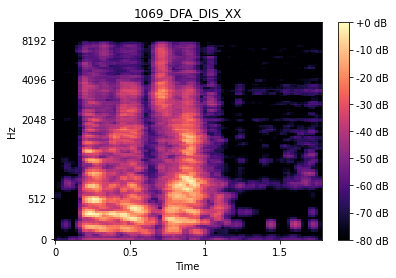 1069_DFA_DIS_XX
+0 dB
8192
-10 dB
4096
-20 dB
-30 dB
2048
Hz
-40 dB
1024
-50 dB
512
-60 dB
-70 dB
0
-80 dB
0
0.5
1
1.5
Time